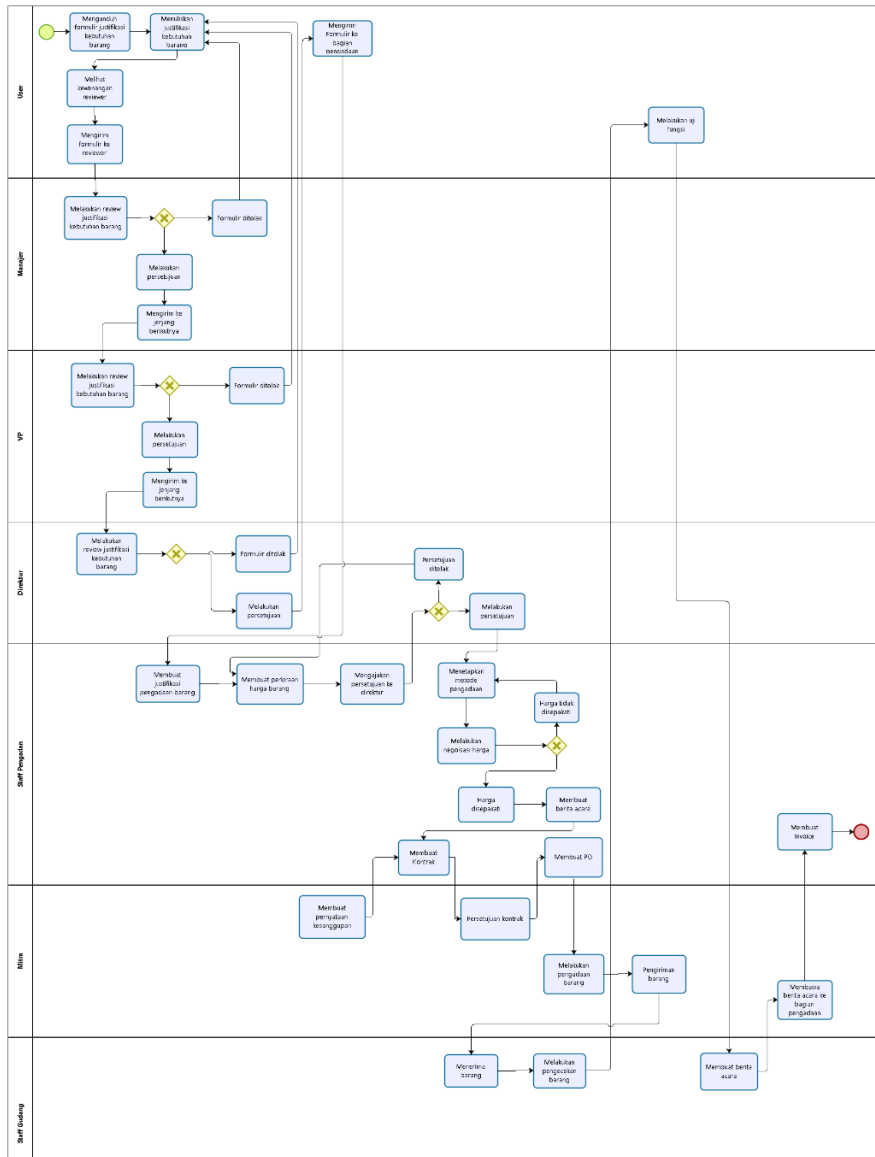 User
Mengunduh
formulir justifikasi
kebutuhan
barang
Menuliskan
justifikasi
kebutuhan
barang
Mengirim
Formulir ke
bagian
pengadaan
Melihat
kewenangan
reviewer
Mengirim
formulir ke
reviewer
Melakukan uji
fungsi
Manajer
Melakukan review
justifikasi
kebutuhan barang
Formulir ditolak
Melakukan
persetujuan
Mengirim ke
jenjang
berikutnya
VP
Melakukan review
justifikasi
kebutuhan barang
Formulir ditolak
Melakukan
persetujuan
Mengirim ke
jenjang
berikutnya
Direktur
Melakukan
review justifikasi
kebutuhan
barang
Formulir ditolak
Melakukan
persetujuan
Persetujuan
ditolak
Melakukan
persetujuan
Staff Pengadaan
Membuat
justifikasi
pengadaan barang
Membuat perkiraan
harga barang
Mengajukan
persetujuan ke
direktur
Menetapkan
metode
pengadaan
Harga tidak
disepakati
Melakukan
negoisasi harga
Harga
disepakati
Membuat
berita acara
Membuat
Kontrak
Membuat PO
Membuat
Invoice
Mitra
Membuat
pernyataan
kesanggupan
Persetujuan kontrak
Melakukan
pengadaan
barang
Pengiriman
barang
Membawa
berita acara ke
bagian
pengadaan
Staff Gudang
Menerima
barang
Melakukan
pengecekan
barang
Membuat berita
acara